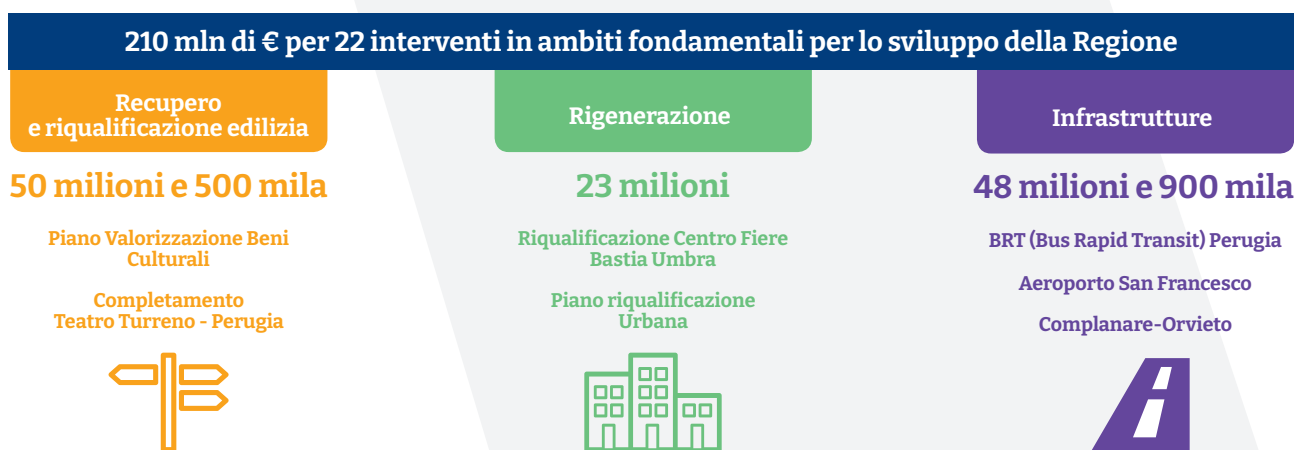 210 mln di € per 22 interventi in ambiti fondamentali per lo sviluppo della Regione
Recupero
e riqualificazione edilizia
50 milioni e 500 mila
Piano Valorizzazione Beni
Culturali
Completamento
Teatro Turreno - Perugia
Rigenerazione
23 milioni
Riqualificazione Centro Fiere
Bastia Umbra
Piano riqualificazione
Urbana
Infrastrutture
48 milioni e 900 mila
BRT (Bus Rapid Transit) Perugia
Aeroporto San Francesco
Complanare-Orvieto